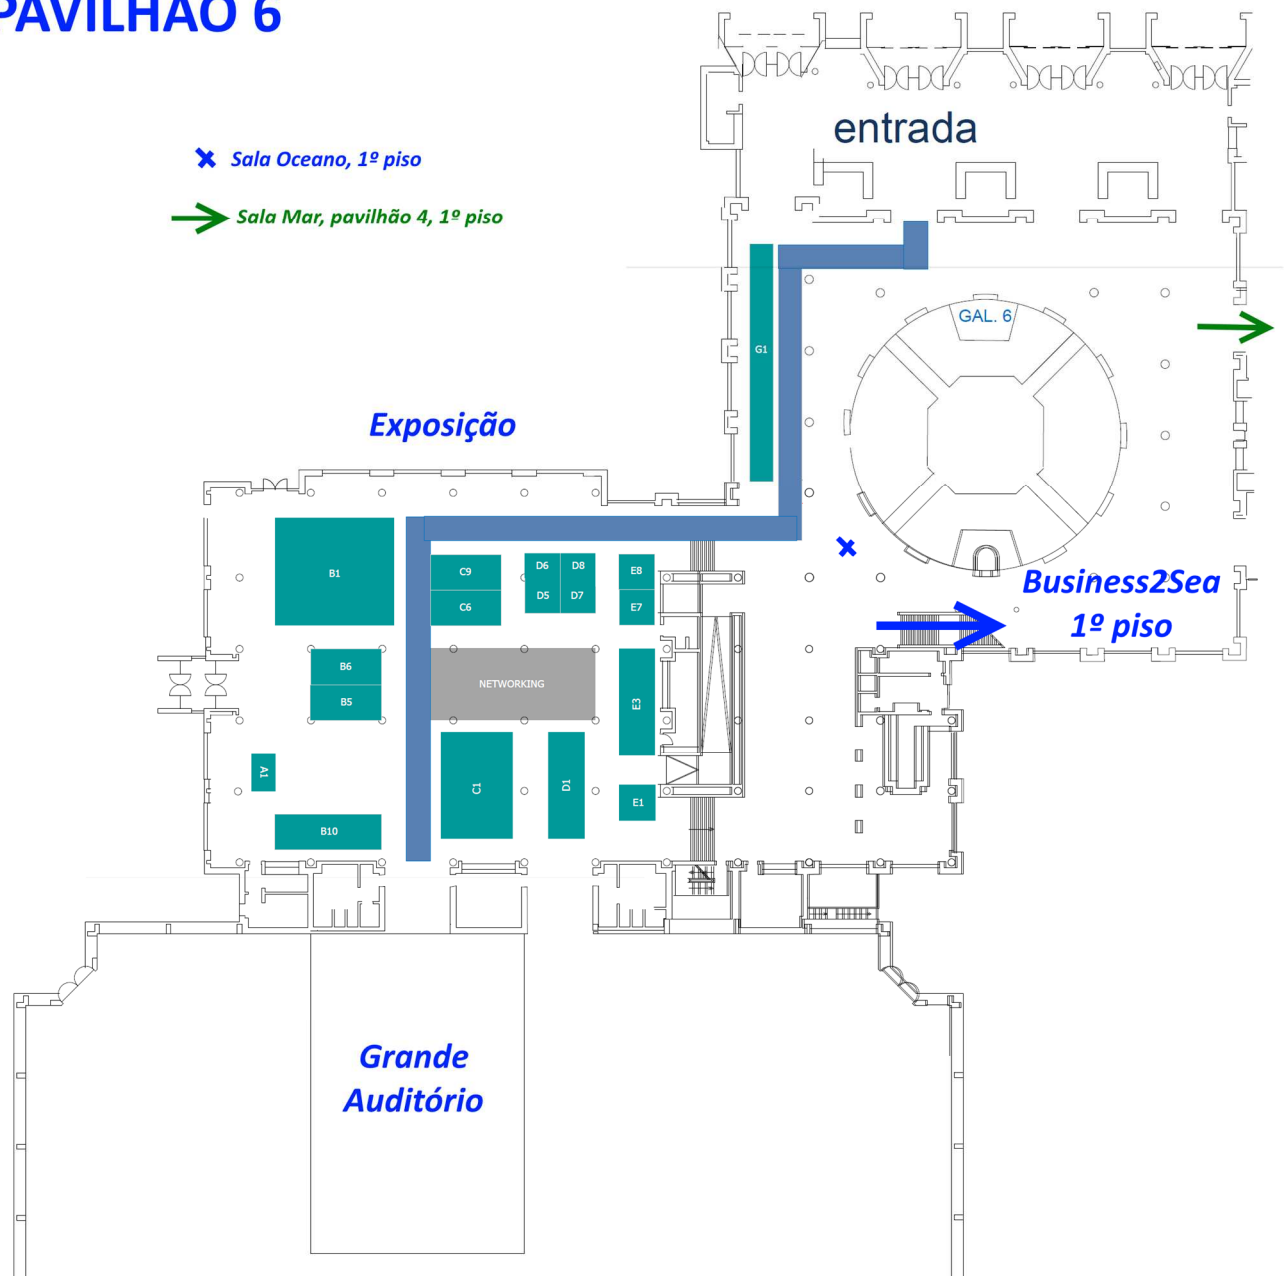 PAVILHÃO 6
entrada
Sala Oceano, 1º piso
Sala Mar, pavilhão 4, 1º piso
GAL. 6
G1
Exposição
B1
C9
D6
D8
E8
C6
D5
D7
E7
Business2Sea
1º piso
B6
NETWORKING
B5
E3
A1
C1
D1
E1
B10
Grande
Auditório